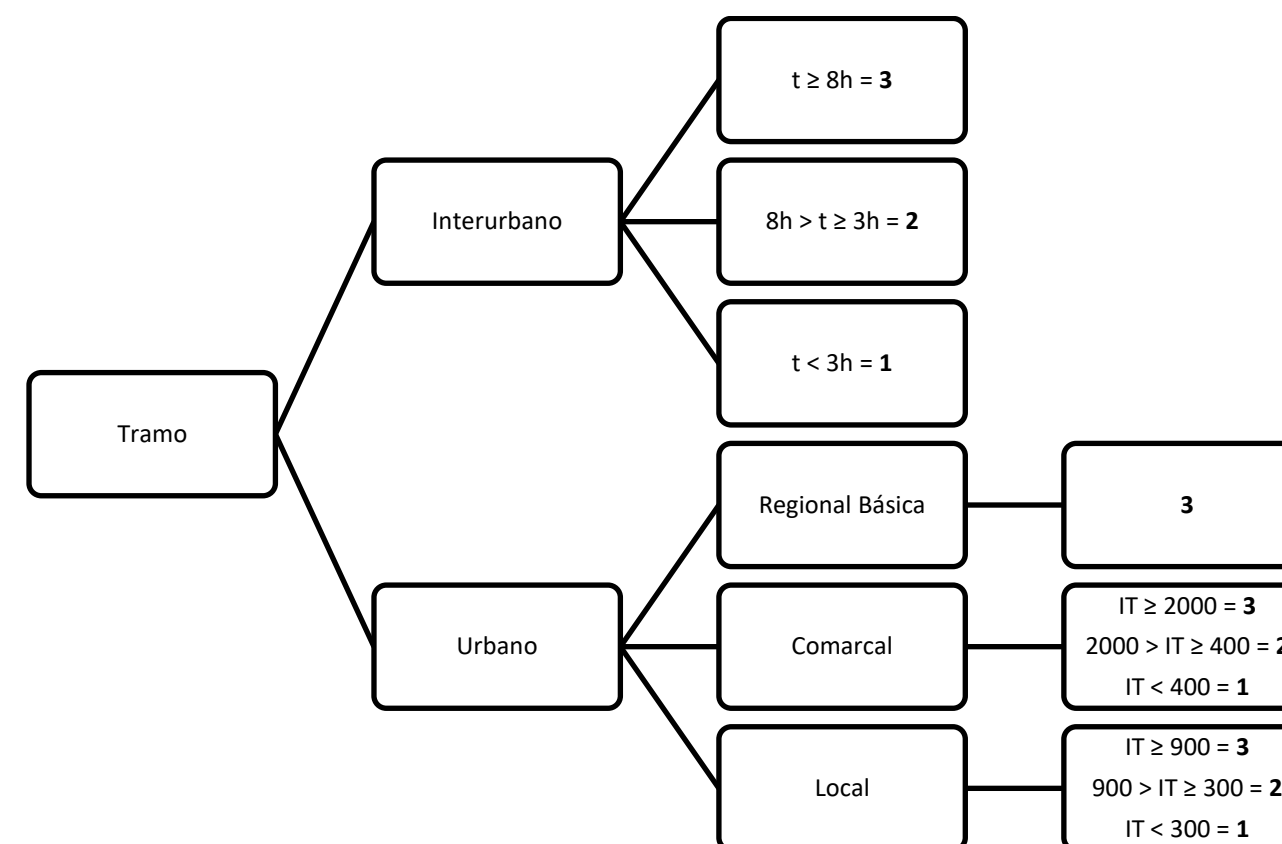 t ≥ 8h = 3
Interurbano
8h > t ≥ 3h = 2
t < 3h = 1
Tramo
Regional Básica
3
Urbano
Comarcal
IT ≥ 2000 = 3
2000 > IT ≥ 400 = 2
IT < 400 = 1
Local
IT ≥ 900 = 3
900 > IT ≥ 300 = 2
IT < 300 = 1